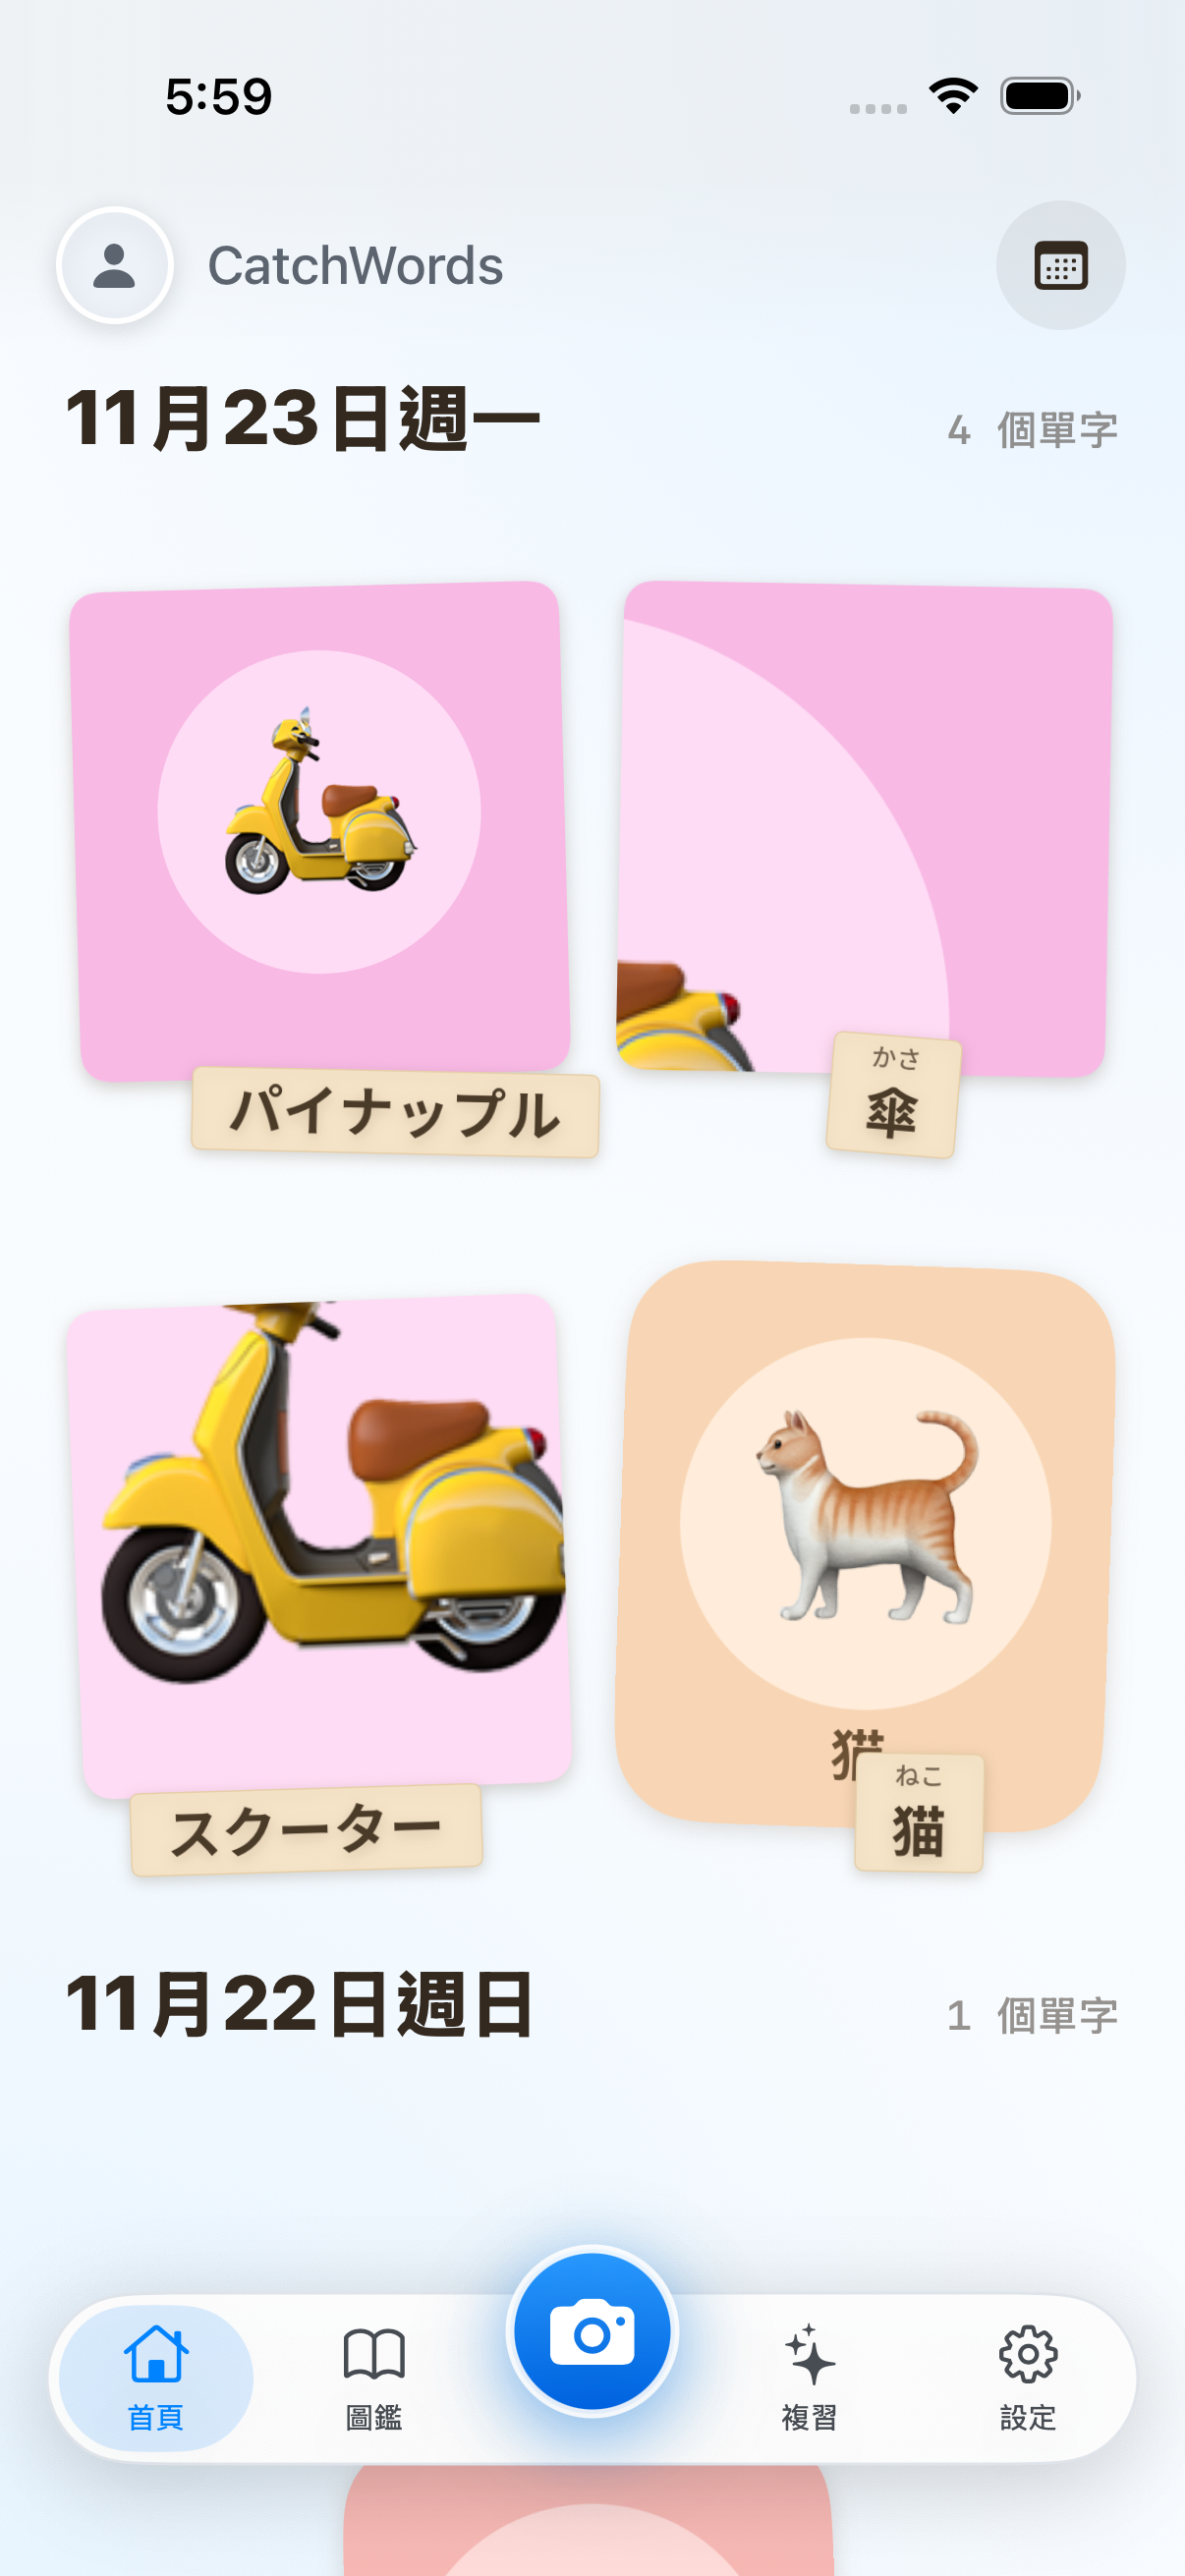 5:59
CatchWords
11月23日週一
4 個單字
パイナップル
かさ
傘
スクーター
猫
ねこ
猫
11月22日週日
1 個單字
首頁
圖鑑
複習
設定